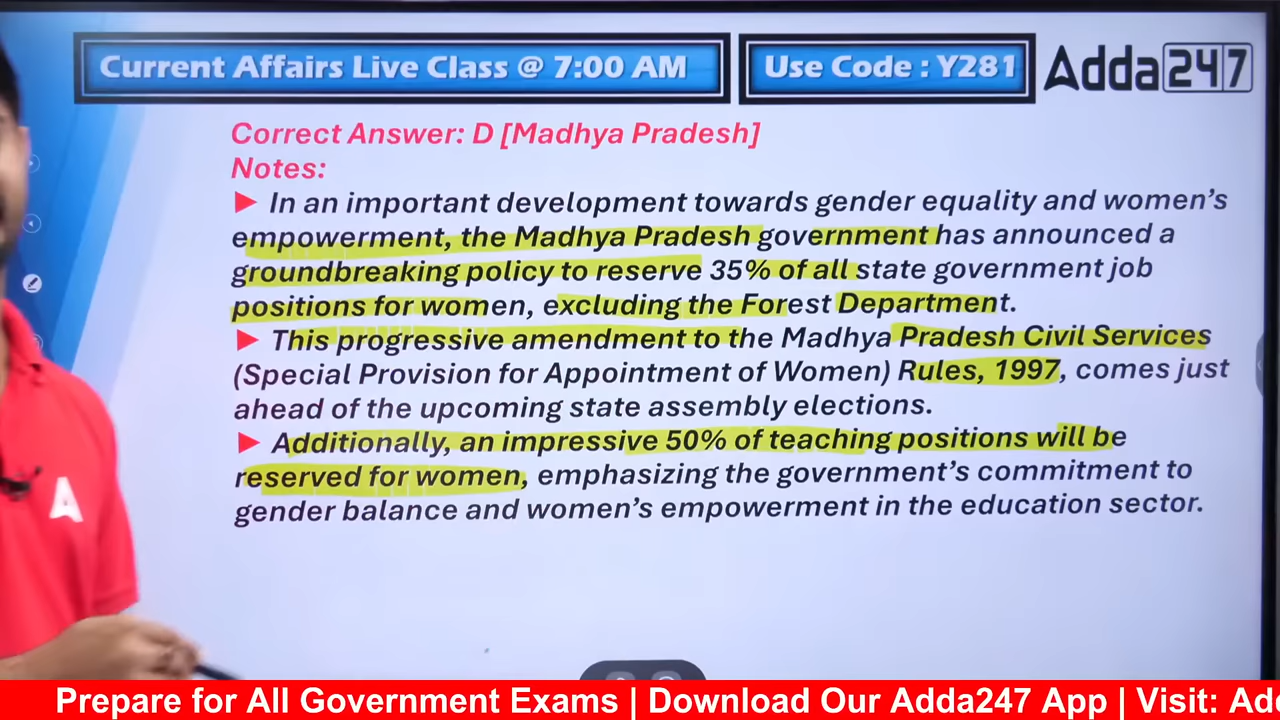 Current Affairs Live Class @ 7:00 AM
Use Code : Y281
Adda247
Correct Answer: D [Madhya Pradesh]
Notes:
► In an important development towards gender equality and women's
empowerment, the Madhya Pradesh government has announced a
groundbreaking policy to reserve 35% of all state government job
positions for women, excluding the Forest Department.
► This progressive amendment to the Madhya Pradesh Civil Services
(Special Provision for Appointment of Women) Rules, 1997, comes just
ahead of the upcoming state assembly elections.
► Additionally, an impressive 50% of teaching positions will be
reserved for women, emphasizing the government's commitment to
gender balance and women's empowerment in the education sector.
Prepare for All Government Exams | Download Our Adda247 App | Visit: